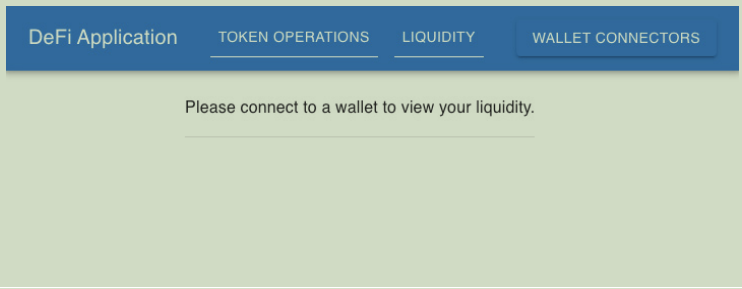 DeFi Application TOKEN OPERATIONS LIQUIDITY WALLET CONNECTORS
Please connect to a wallet to view your liquidity.